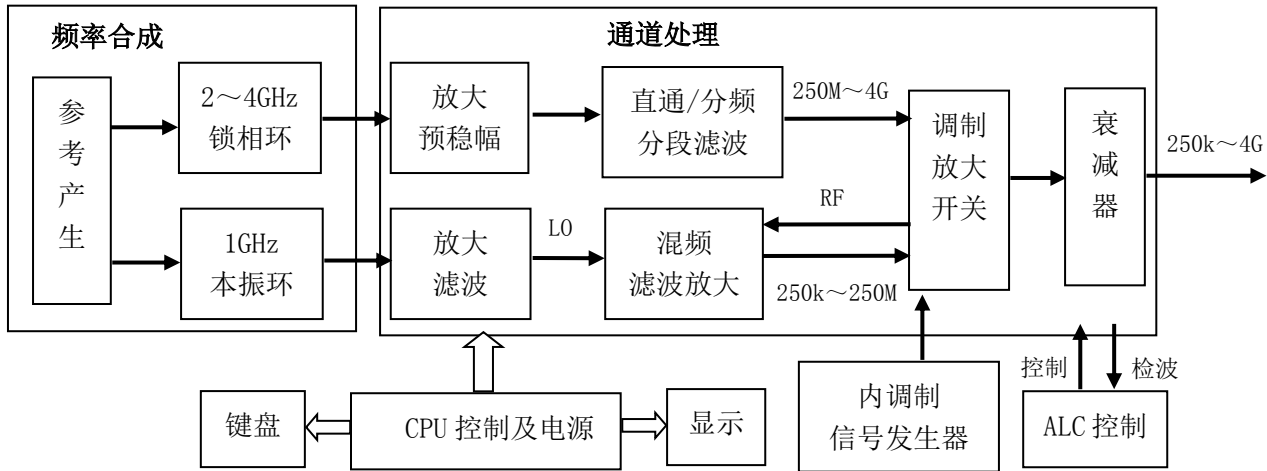 频率合成
通道处理
参
考
产
生
2～4GHz
锁相环
放大
预稳幅
直通/分频
分段滤波
250M～4G
调制
放大
开关
衰
减
器
250k～4G
RF
1GHz
本振环
放大
滤波
LO
混频
滤波放大
250k～250M
控制
检波
键盘
CPU 控制及电源
显示
内调制
信号发生器
ALC 控制